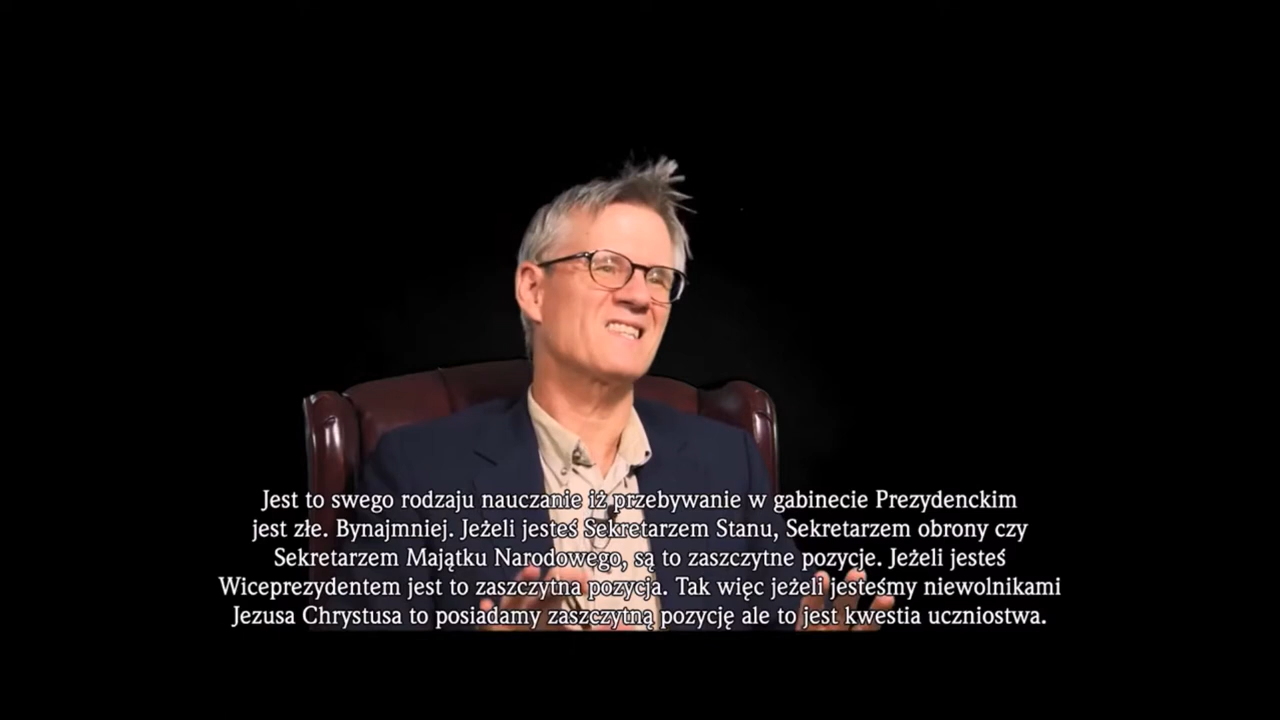 Jest to swego rodzaju nauczanie iż przebywanie w gabinecie Prezydenckim
jest złe. Bynajmniej. Jeżeli jesteś Sekretarzem Stanu, Sekretarzem obrony czy
Sekretarzem Majątku Narodowego, są to zaszczytne pozycje. Jeżeli jesteś
Wiceprezydentem jest to zaszczytna pozycja. Tak więc jeżeli jesteśmy niewolnikami
Jezusa Chrystusa to posiadamy zaszczytną pozycję ale to jest kwestia uczniostwa.